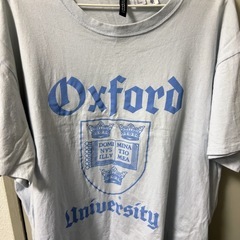 Oxford
DOMI MINA
NVS TIO
ILLV MEA
University